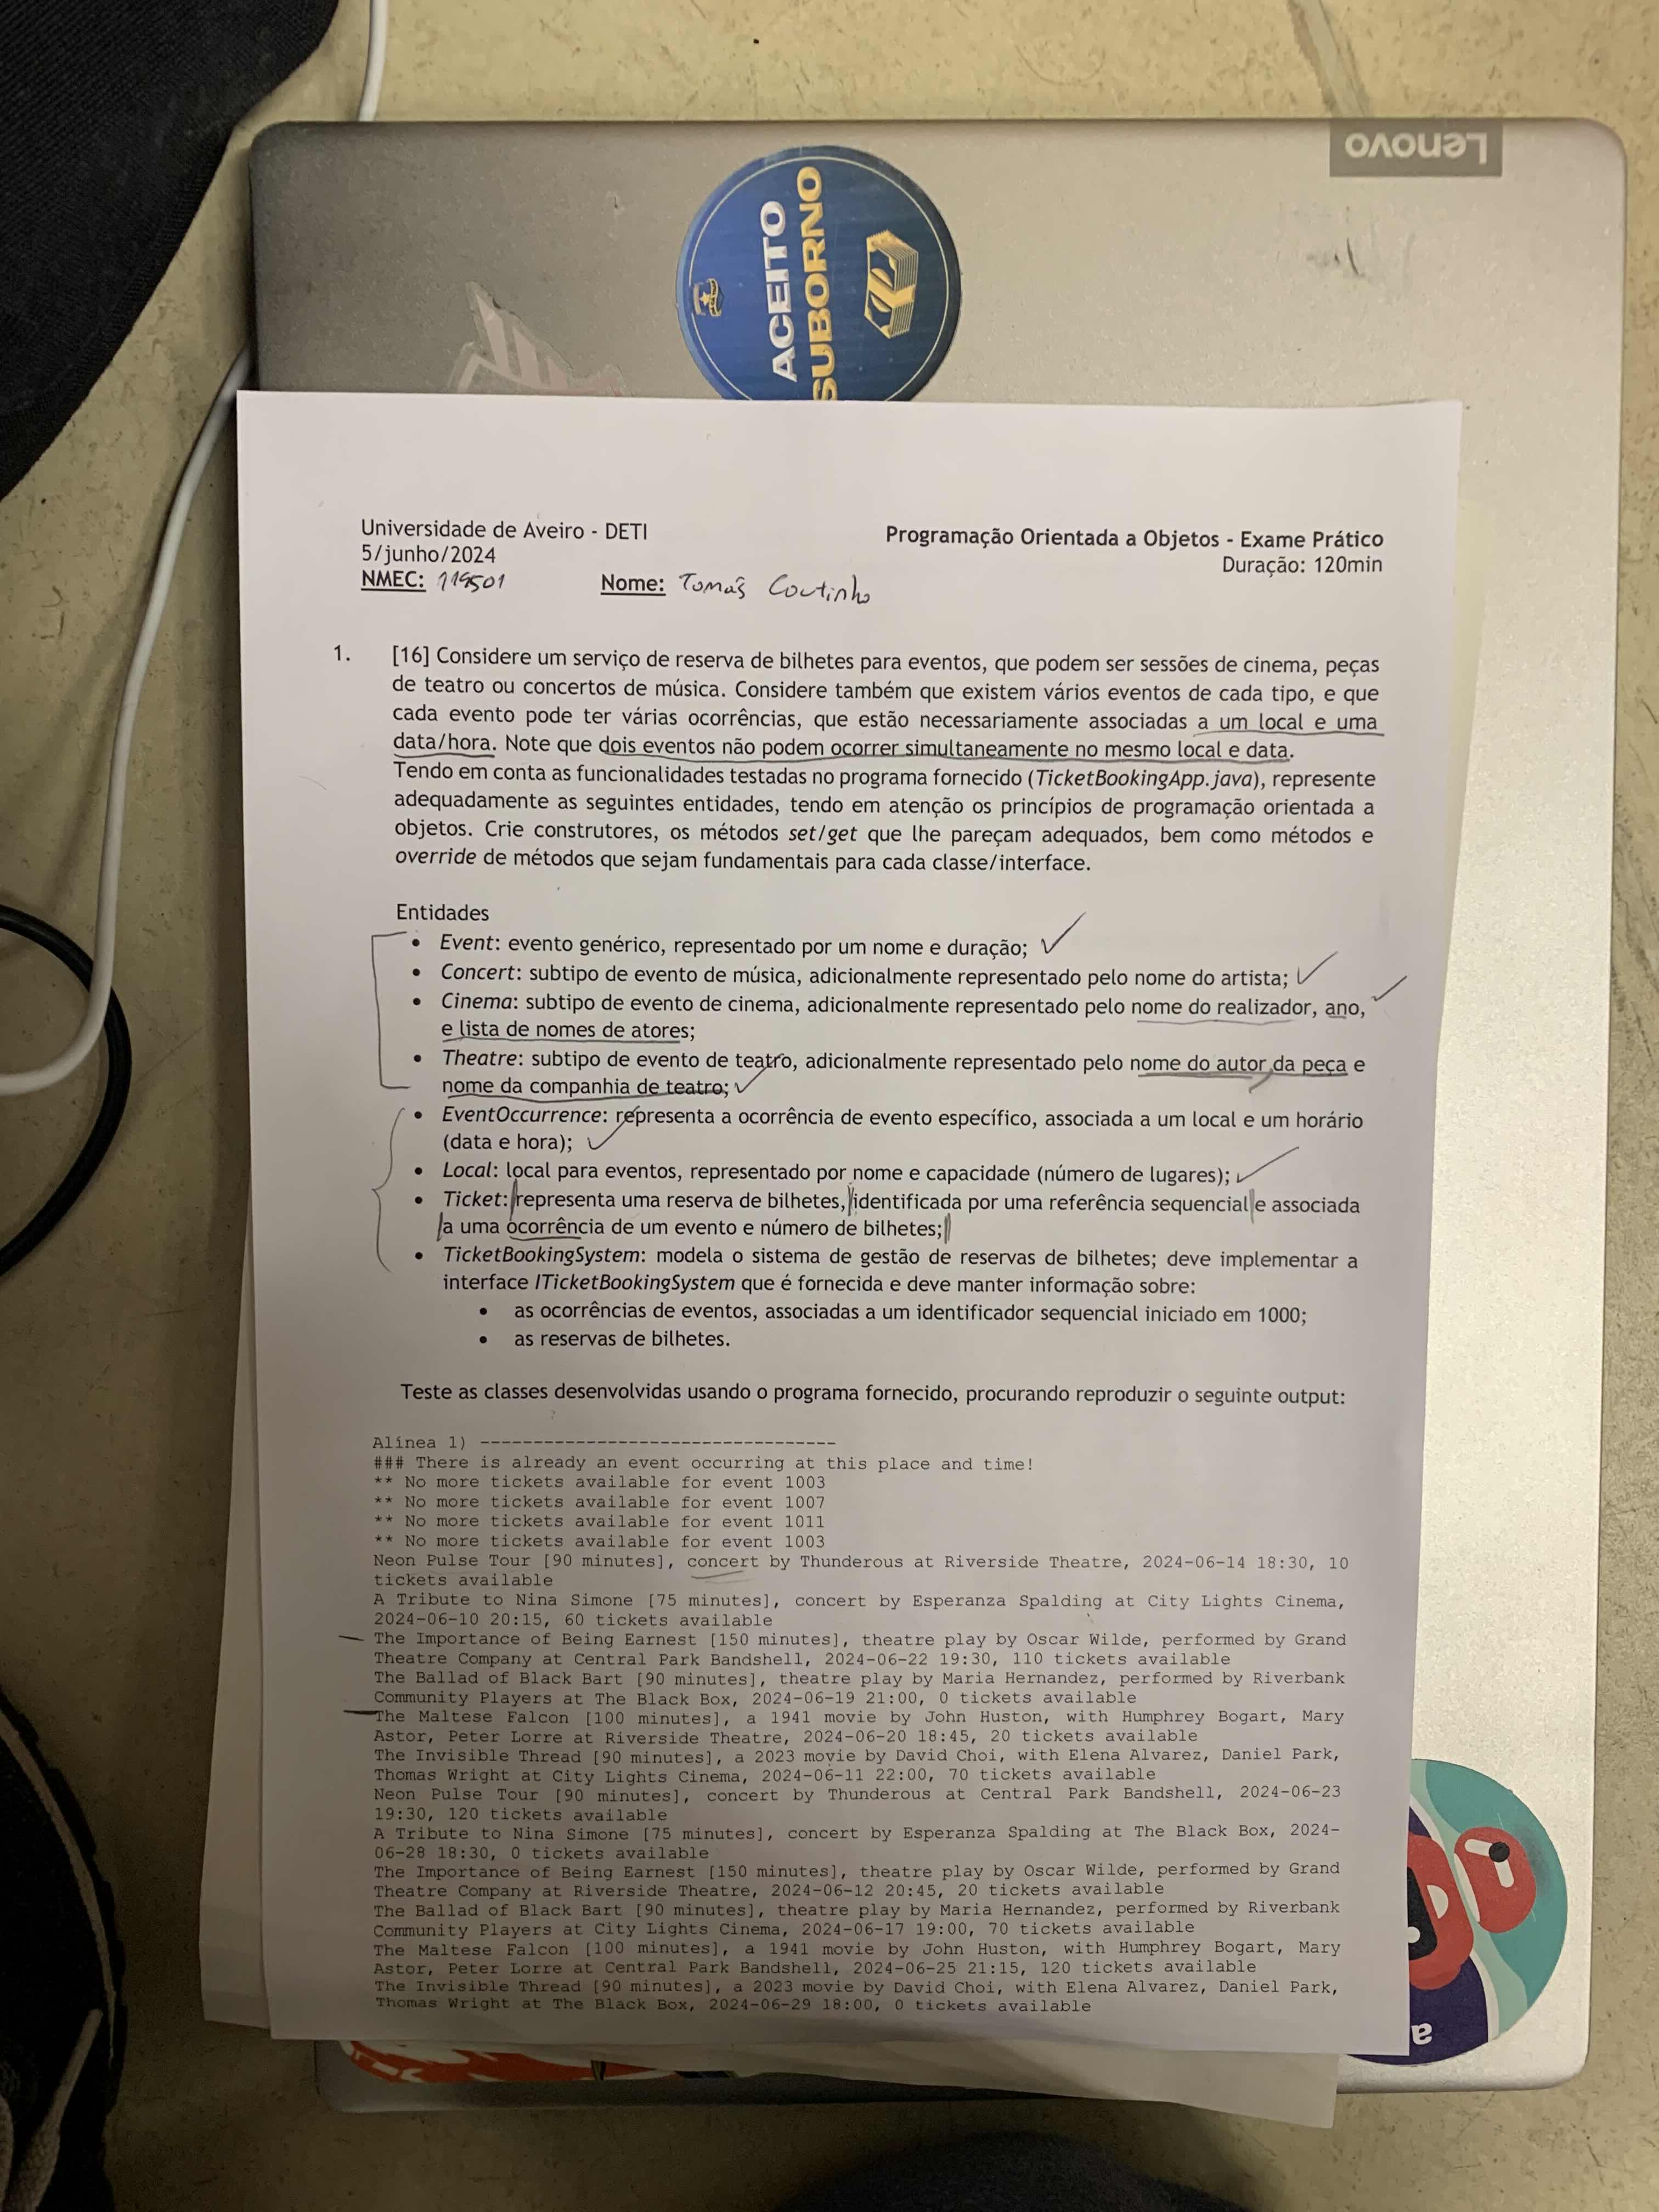 Lenovo
ACEITO
SUBORNO
Universidade de Aveiro - DETI
Programação Orientada a Objetos - Exame Prático
5/junho/2024
Duração: 120min
NMEC: 119501 Nome: Tomás Coutinho
1. [16] Considere um serviço de reserva de bilhetes para eventos, que podem ser sessões de cinema, peças
de teatro ou concertos de música. Considere também que existem vários eventos de cada tipo, e que
cada evento pode ter várias ocorrências, que estão necessariamente associadas a um local e uma
data/hora. Note que dois eventos não podem ocorrer simultaneamente no mesmo local e data.
Tendo em conta as funcionalidades testadas no programa fornecido (TicketBookingApp.java), represente
adequadamente as seguintes entidades, tendo em atenção os princípios de programação orientada a
objetos. Crie construtores, os métodos set/get que lhe pareçam adequados, bem como métodos e
override de métodos que sejam fundamentais para cada classe/interface.
Entidades
• Event: evento genérico, representado por um nome e duração;
• Concert: subtipo de evento de música, adicionalmente representado pelo nome do artista;
• Cinema: subtipo de evento de cinema, adicionalmente representado pelo nome do realizador, ano,
e lista de nomes de atores;
• Theatre: subtipo de evento de teatro, adicionalmente representado pelo nome do autor da peça e
nome da companhia de teatro;
• EventOccurrence: representa a ocorrência de evento específico, associada a um local e um horário
(data e hora);
• Local: local para eventos, representado por nome e capacidade (número de lugares);
• Ticket: representa uma reserva de bilhetes, identificada por uma referência sequencial e associada
a uma ocorrência de um evento e número de bilhetes;
• TicketBookingSystem: modela o sistema de gestão de reservas de bilhetes; deve implementar a
interface ITicketBookingSystem que é fornecida e deve manter informação sobre:
• as ocorrências de eventos, associadas a um identificador sequencial iniciado em 1000;
• as reservas de bilhetes.
Teste as classes desenvolvidas usando o programa fornecido, procurando reproduzir o seguinte output:
Alínea 1) ----------------------------------
### There is already an event occurring at this place and time!
** No more tickets available for event 1003
** No more tickets available for event 1007
** No more tickets available for event 1011
** No more tickets available for event 1003
Neon Pulse Tour [90 minutes], concert by Thunderous at Riverside Theatre, 2024-06-14 18:30, 10
tickets available
A Tribute to Nina Simone [75 minutes], concert by Esperanza Spalding at City Lights Cinema,
2024-06-10 20:15, 60 tickets available
The Importance of Being Earnest [150 minutes], theatre play by Oscar Wilde, performed by Grand
Theatre Company at Central Park Bandshell, 2024-06-22 19:30, 110 tickets available
The Ballad of Black Bart [90 minutes], theatre play by Maria Hernandez, performed by Riverbank
Community Players at The Black Box, 2024-06-19 21:00, 0 tickets available
The Maltese Falcon [100 minutes], a 1941 movie by John Huston, with Humphrey Bogart, Mary
Astor, Peter Lorre at Riverside Theatre, 2024-06-20 18:45, 20 tickets available
The Invisible Thread [90 minutes], a 2023 movie by David Choi, with Elena Alvarez, Daniel Park,
Thomas Wright at City Lights Cinema, 2024-06-11 22:00, 70 tickets available
Neon Pulse Tour [90 minutes], concert by Thunderous at Central Park Bandshell, 2024-06-23
19:30, 120 tickets available
A Tribute to Nina Simone [75 minutes], concert by Esperanza Spalding at The Black Box, 2024-
06-28 18:30, 0 tickets available
The Importance of Being Earnest [150 minutes], theatre play by Oscar Wilde, performed by Grand
Theatre Company at Riverside Theatre, 2024-06-12 20:45, 20 tickets available
The Ballad of Black Bart [90 minutes], theatre play by Maria Hernandez, performed by Riverbank
Community Players at City Lights Cinema, 2024-06-17 19:00, 70 tickets available
The Maltese Falcon [100 minutes], a 1941 movie by John Huston, with Humphrey Bogart, Mary
Astor, Peter Lorre at Central Park Bandshell, 2024-06-25 21:15, 120 tickets available
The Invisible Thread [90 minutes], a 2023 movie by David Choi, with Elena Alvarez, Daniel Park,
Thomas Wright at The Black Box, 2024-06-29 18:00, 0 tickets available